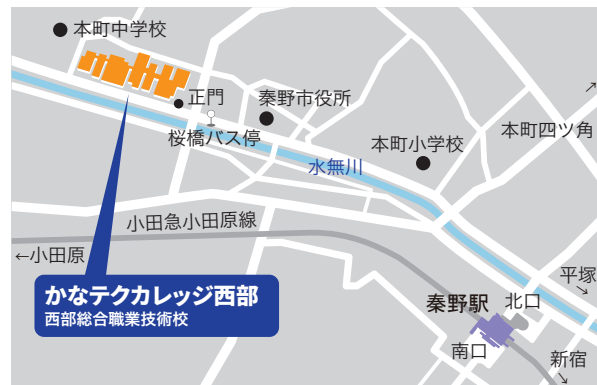 本町中学校
正門
秦野市役所
桜橋バス停
本町四ツ角
本町小学校
水無川
小田急小田原線
←小田原
かなテクカレッジ西部
西部総合職業技術校
平塚
秦野駅
北口
南口
新宿